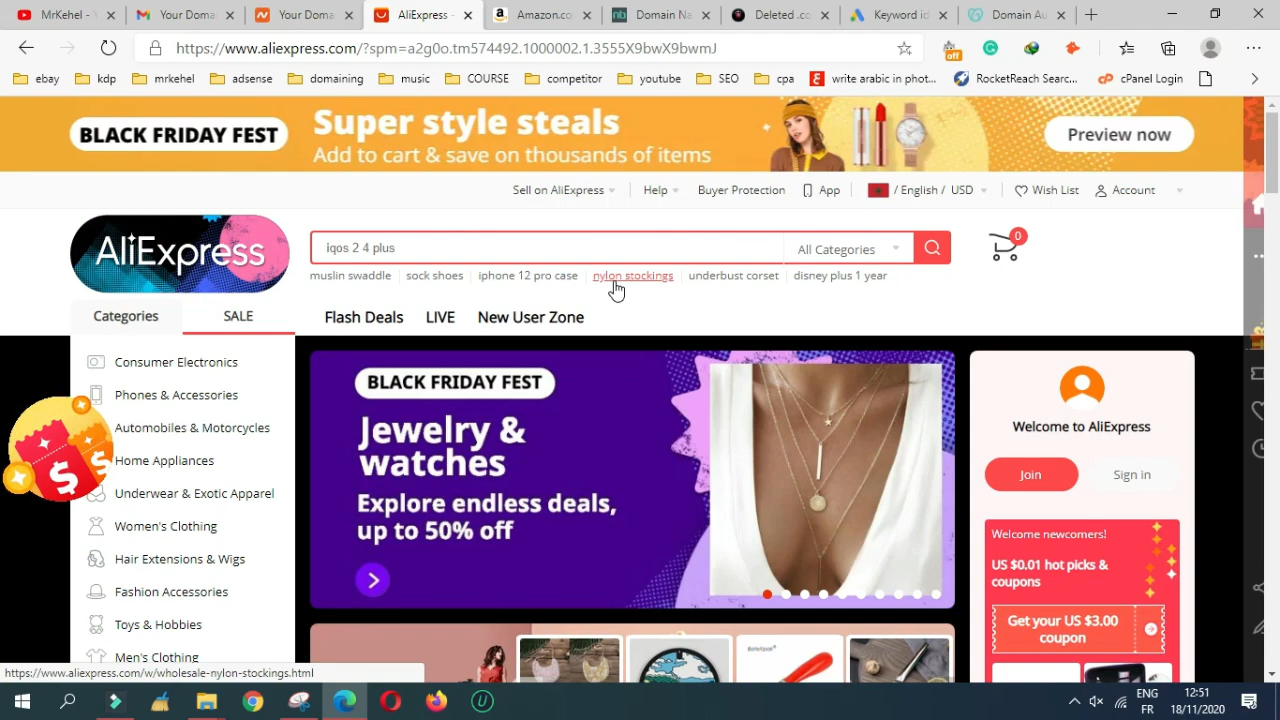 MrKehel - Y
Your Doma
Your Doma
AliExpress -
Amazon.co
Domain Na
Deleted .co
Keyword id
Domain Au
https://www.aliexpress.com/?spm=a2g0o.tm574492.1000002.1.3555X9bwX9bwmJ
off
ebay
kdp
mrkehel
adsense
domaining
music
COURSE
competitor
youtube
SEO
cpa
write arabic in phot...
RocketReach Searc...
cPanel Login
BLACK FRIDAY FEST
Super style steals
Add to cart & save on thousands of items
Preview now
Sell on AliExpress
Help
Buyer Protection
App
/ English / USD
Wish List
Account
AliExpress
iqos 2 4 plus
All Categories
0
muslin swaddle
sock shoes
iphone 12 pro case
nylon stockings
underbust corset
disney plus 1 year
Categories
SALE
Flash Deals
LIVE
New User Zone
Consumer Electronics
Phones & Accessories
Automobiles & Motorcycles
Home Appliances
Underwear & Exotic Apparel
Women's Clothing
Hair Extensions & Wigs
Fashion Accessories
Toys & Hobbies
Men's Clothing
BLACK FRIDAY FEST
Jewelry &
watches
Explore endless deals,
up to 50% off
Welcome to AliExpress
Join
Sign in
Welcome newcomers!
US $0.01 hot picks &
coupons
Get your US $3.00
coupon
https://www.aliexpress.com/w/wholesale-nylon-stockings.html
ENG
FR
12:51
18/11/2020